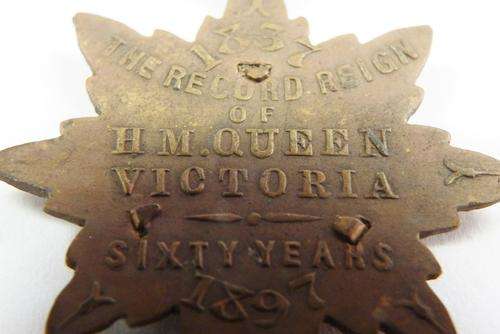 1837
THE RECORD REIGN
OF
H.M. QUEEN
VICTORIA
SIXTY YEARS
1897